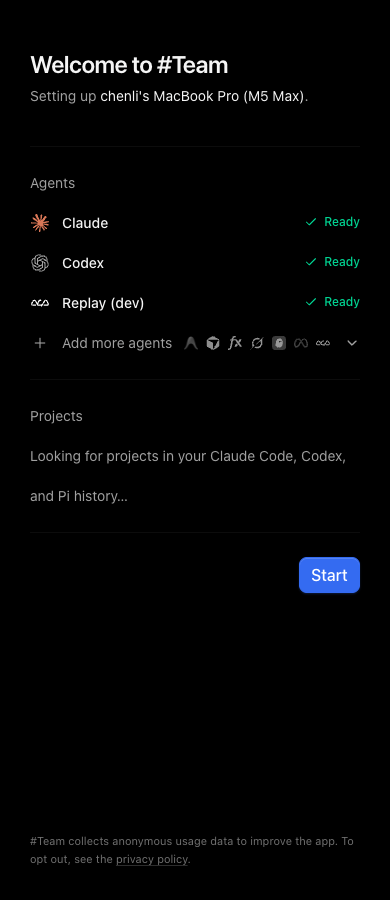 Welcome to #Team
Setting up chenli's MacBook Pro (M5 Max).
Agents
Claude
Ready
Codex
Ready
Replay (dev)
Ready
Add more agents
Projects
Looking for projects in your Claude Code, Codex,
and Pi history...
Start
#Team collects anonymous usage data to improve the app. To
opt out, see the privacy policy.